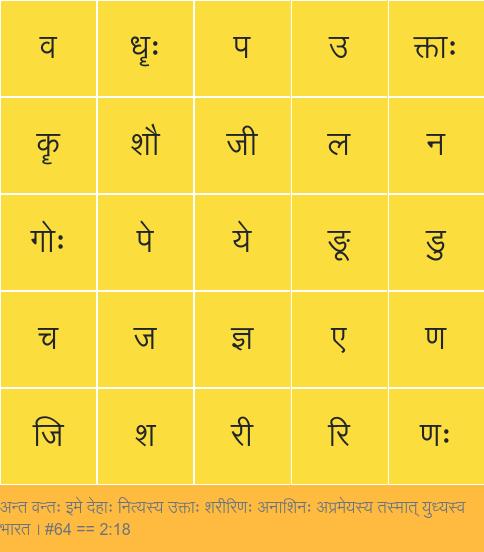 व धॄः प उ क्ताः
कॄ शौ जी ल न
गोः पे ये ङू डु
च ज ज्ञ ए ण
जि श री रि णः
अन्त वन्तः इमे देहाः नित्यस्य उक्ताः शरीरिणः अनाशिनः अप्रमेयस्य तस्मात् युध्यस्व
भारत । #64 == 2:18